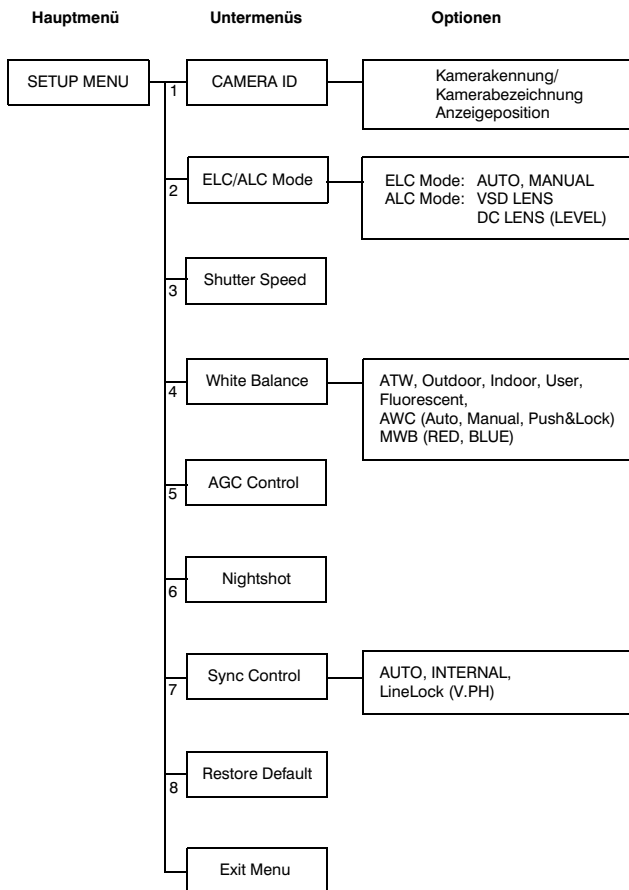 Hauptmenü Untermenüs Optionen
SETUP MENU
1
CAMERA ID
Kamerakennung/
Kamerabezeichnung
Anzeigeposition
2
ELC/ALC Mode
ELC Mode: AUTO, MANUAL
ALC Mode: VSD LENS
DC LENS (LEVEL)
3
Shutter Speed
4
White Balance
ATW, Outdoor, Indoor, User,
Fluorescent,
AWC (Auto, Manual, Push&Lock)
MWB (RED, BLUE)
5
AGC Control
6
Nightshot
7
Sync Control
AUTO, INTERNAL,
LineLock (V.PH)
8
Restore Default
Exit Menu